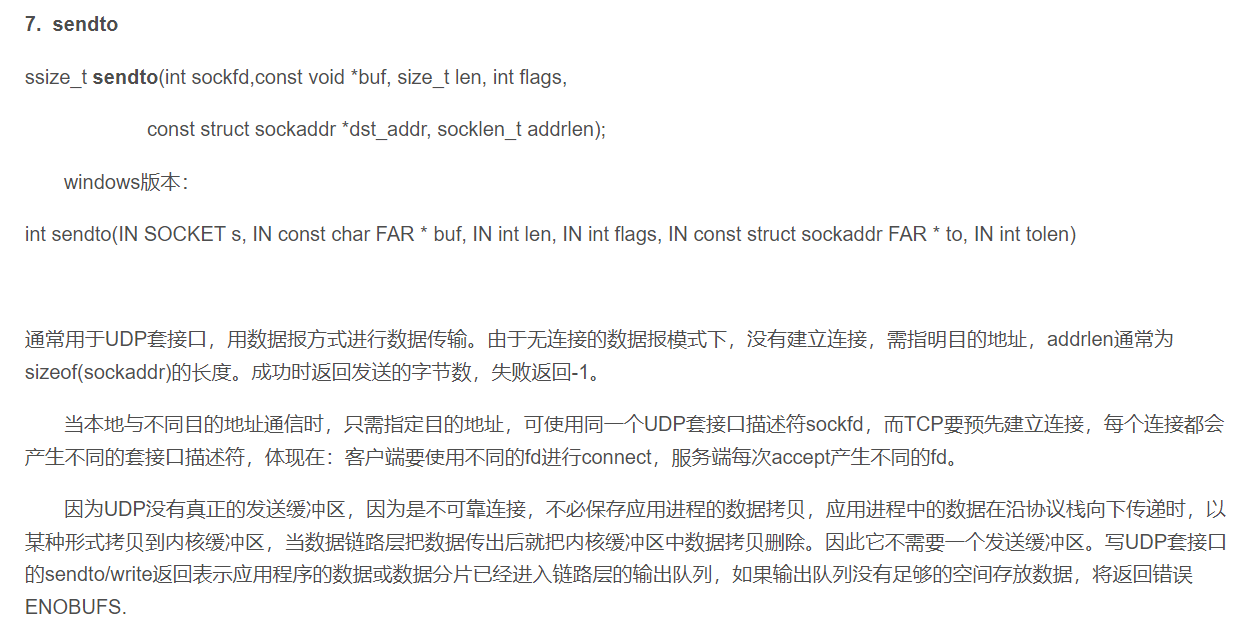 7.  sendto
ssize_t sendto(int sockfd,const void *buf, size_t len, int flags,
const struct sockaddr *dst_addr, socklen_t addrlen);
windows版本：
int sendto(IN SOCKET s, IN const char FAR * buf, IN int len, IN int flags, IN const struct sockaddr FAR * to, IN int tolen)
通常用于UDP套接口，用数据报方式进行数据传输。由于无连接的数据报模式下，没有建立连接，需指明目的地址，addrlen通常为
sizeof(sockaddr)的长度。成功时返回发送的字节数，失败返回-1。
当本地与不同目的地址通信时，只需指定目的地址，可使用同一个UDP套接口描述符sockfd，而TCP要预先建立连接，每个连接都会
产生不同的套接口描述符，体现在：客户端要使用不同的fd进行connect，服务端每次accept产生不同的fd。
因为UDP没有真正的发送缓冲区，因为是不可靠连接，不必保存应用进程的数据拷贝，应用进程中的数据在沿协议栈向下传递时，以
某种形式拷贝到内核缓冲区，当数据链路层把数据传出后就把内核缓冲区中数据拷贝删除。因此它不需要一个发送缓冲区。写UDP套接口
的sendto/write返回表示应用程序的数据或数据分片已经进入链路层的输出队列，如果输出队列没有足够的空间存放数据，将返回错误
ENOBUFS.